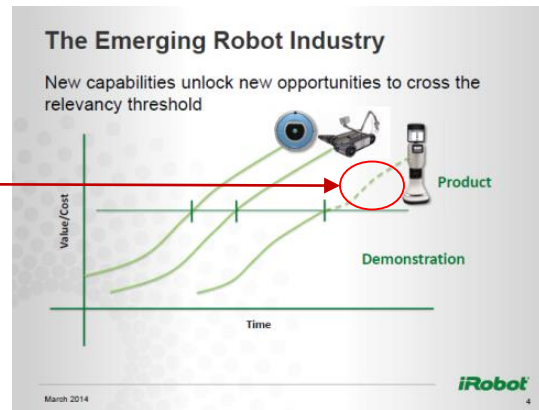 The Emerging Robot Industry
New capabilities unlock new opportunities to cross the
relevancy threshold
Value/Cost
Product
Demonstration
Time
March 2014
iRobot
4